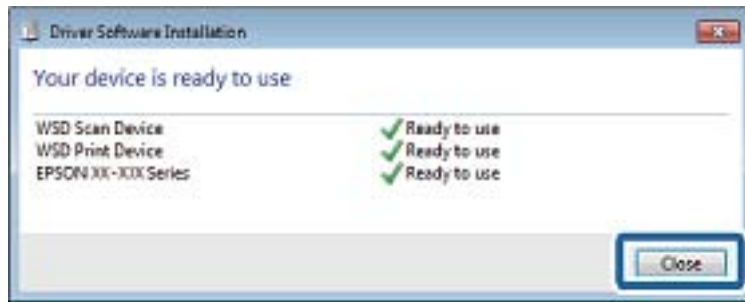 Driver Software Installation
Your device is ready to use
WSD Scan Device Ready to use
WSD Print Device Ready to use
EPSON XX-XXX Series Ready to use
Close